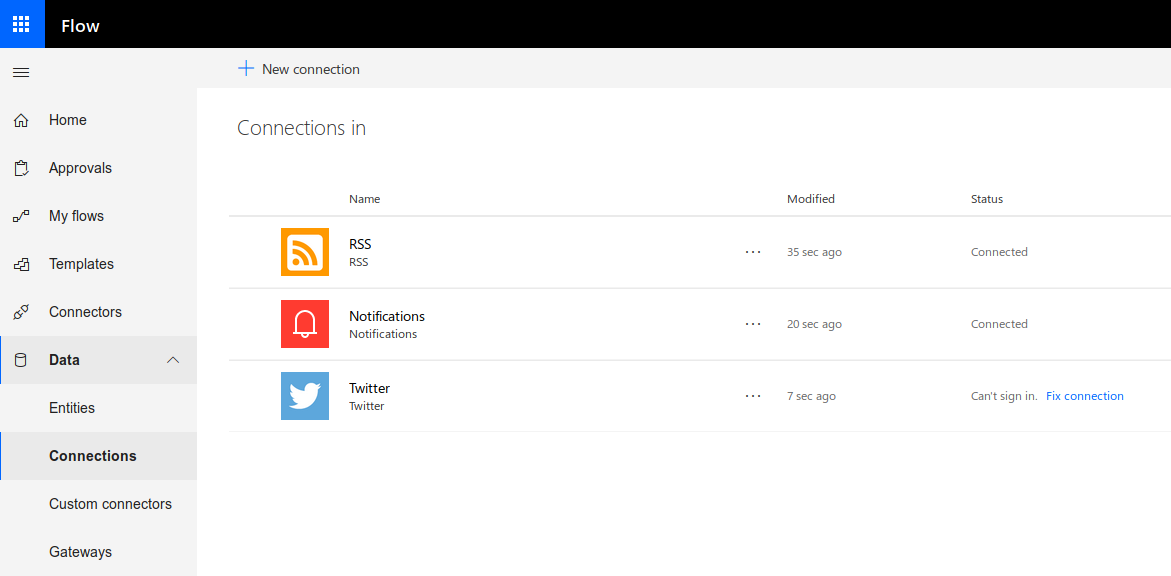 Flow
New connection
Home
Approvals
My flows
Templates
Connectors
Data
Entities
Connections
Custom connectors
Gateways
Connections in
Name Modified Status
RSS
RSS
··· 35 sec ago Connected
Notifications
Notifications
··· 20 sec ago Connected
Twitter
Twitter
··· 7 sec ago Can't sign in. Fix connection